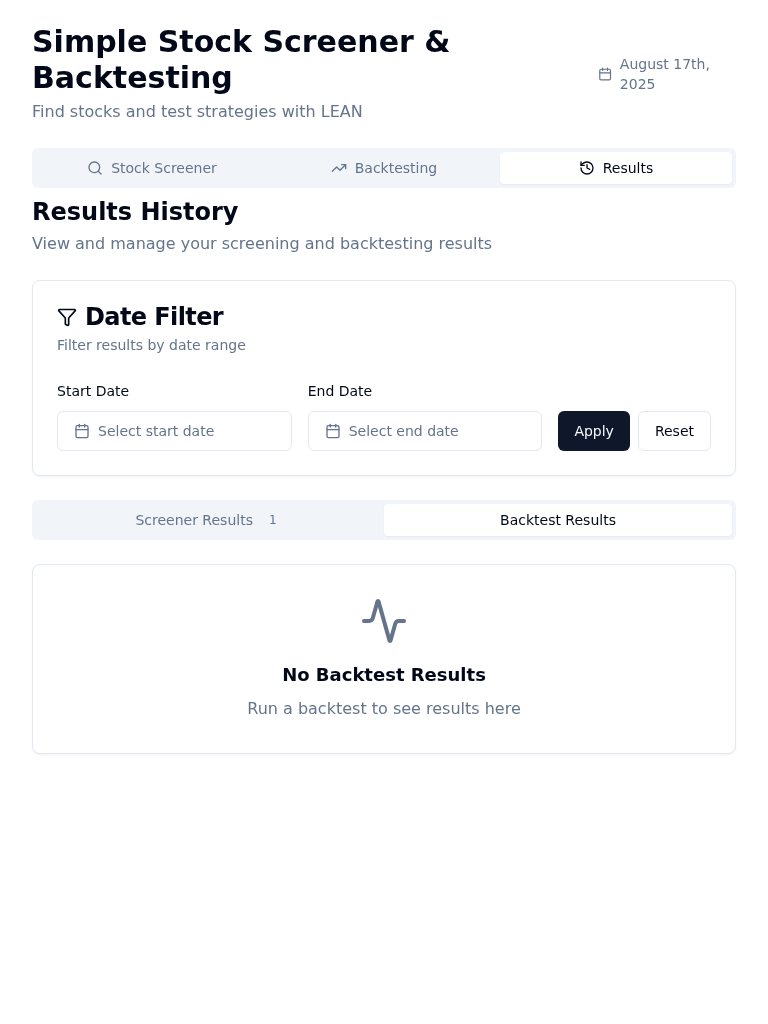 Simple Stock Screener &
Backtesting
Find stocks and test strategies with LEAN
August 17th,
2025
Stock Screener
Backtesting
Results
Results History
View and manage your screening and backtesting results
Date Filter
Filter results by date range
Start Date
End Date
Select start date
Select end date
Apply
Reset
Screener Results 1
Backtest Results
No Backtest Results
Run a backtest to see results here